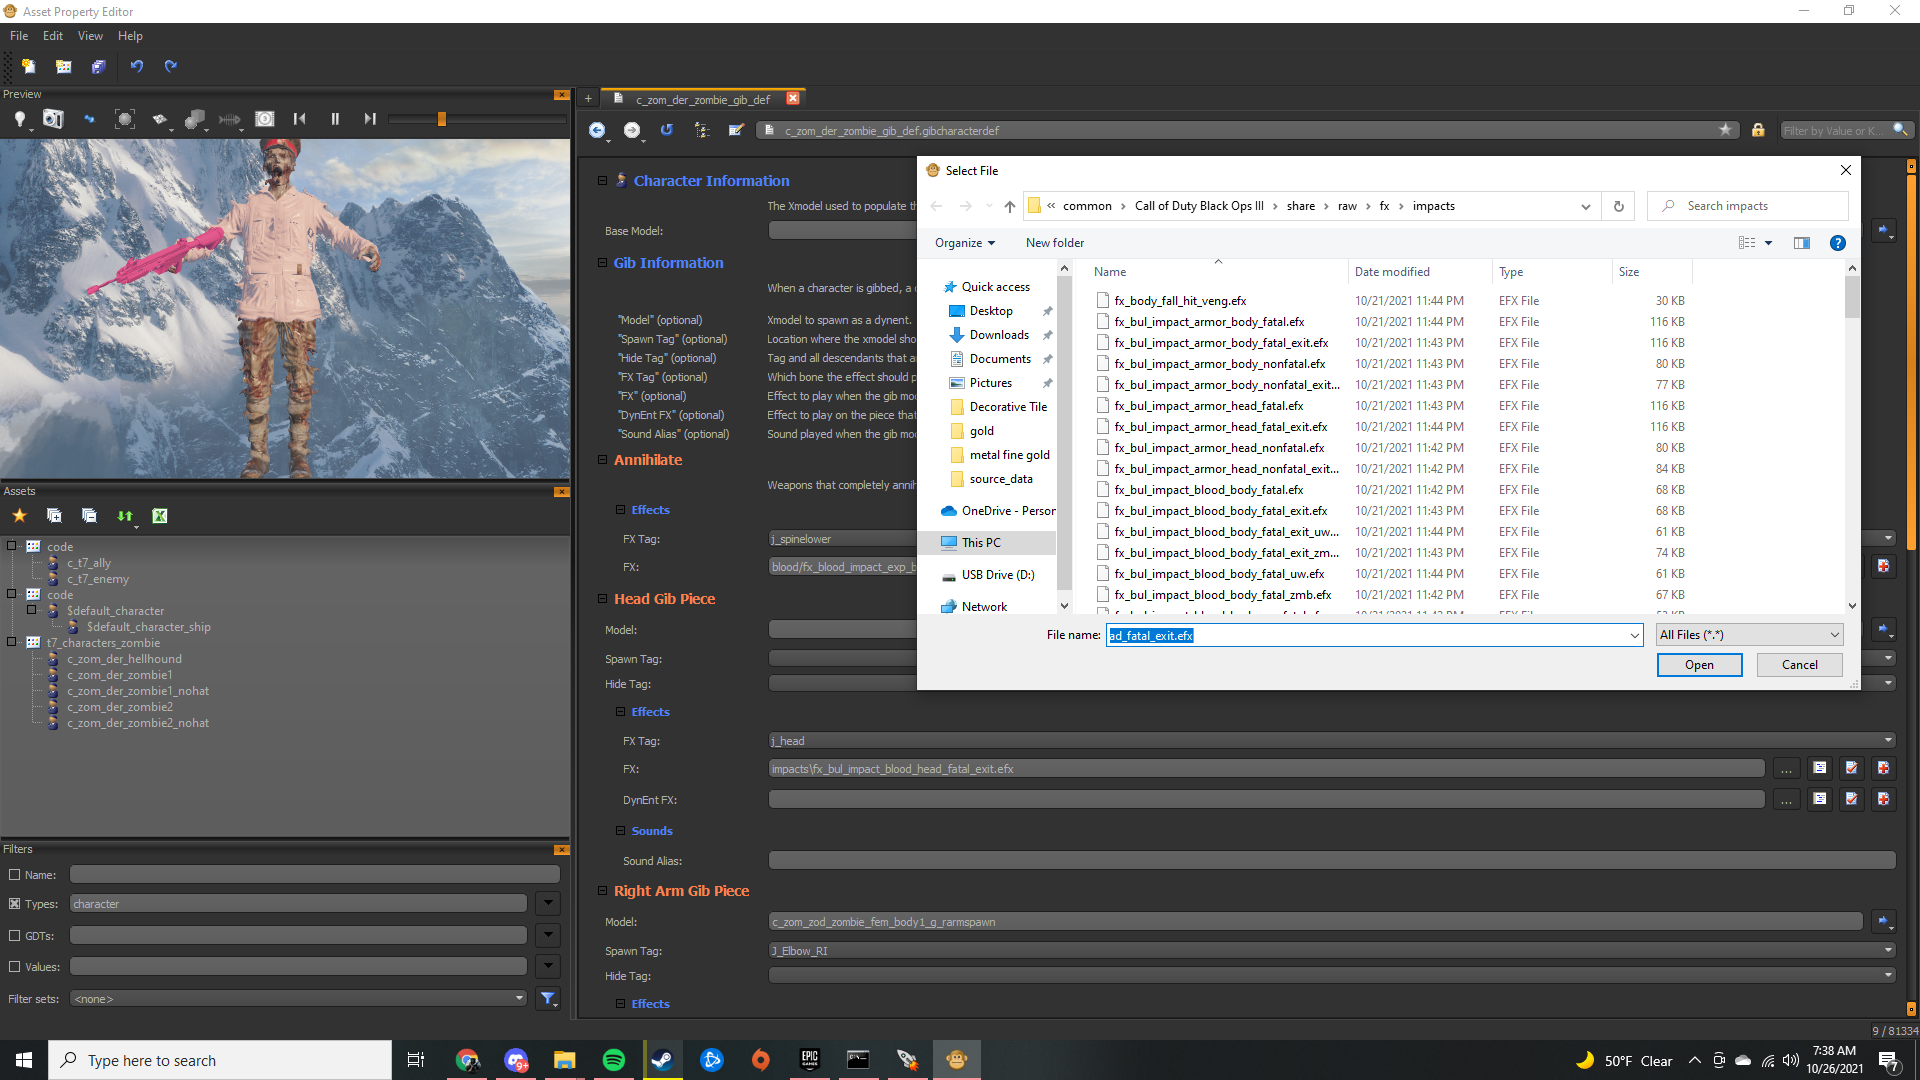 Asset Property Editor
File Edit View Help
Preview
Assets
code
c_t7_ally
c_t7_enemy
code
$default_character
$default_character_ship
t7_characters_zombie
c_zom_der_hellhound
c_zom_der_zombie1
c_zom_der_zombie1_nohat
c_zom_der_zombie2
c_zom_der_zombie2_nohat
Filters
Name:
Types: character
GDTs:
Values:
Filter sets: <none>
+ c_zom_der_zombie_gib_def
c_zom_der_zombie_gib_def.gibcharacterdef
Filter by Value or K...
Character Information
The Xmodel used to populate th
Base Model:
Gib Information
When a character is gibbed, a
"Model" (optional) Xmodel to spawn as a dynent.
"Spawn Tag" (optional) Location where the xmodel sho
"Hide Tag" (optional) Tag and all descendants that a
"FX Tag" (optional) Which bone the effect should p
"FX" (optional) Effect to play when the gib mo
"DynEnt FX" (optional) Effect to play on the piece that
"Sound Alias" (optional) Sound played when the gib mo
Annihilate
Weapons that completely annih
Effects
FX Tag: j_spinelower
FX: blood/fx_blood_impact_exp_b
Head Gib Piece
Model:
Spawn Tag:
Hide Tag:
Effects
FX Tag: j_head
FX: impacts\fx_bul_impact_blood_head_fatal_exit.efx ...
DynEnt FX: ...
Sounds
Sound Alias:
Right Arm Gib Piece
Model: c_zom_zod_zombie_fem_body1_g_rarmspawn
Spawn Tag: J_Elbow_RI
Hide Tag:
Effects
9 / 81334
Select File
« common › Call of Duty Black Ops III › share › raw › fx › impacts
Search impacts
Organize New folder
Quick access
Desktop
Downloads
Documents
Pictures
Decorative Tile
gold
metal fine gold
source_data
OneDrive - Person
This PC
USB Drive (D:)
Network
Name Date modified Type Size
fx_body_fall_hit_veng.efx 10/21/2021 11:44 PM EFX File 30 KB
fx_bul_impact_armor_body_fatal.efx 10/21/2021 11:44 PM EFX File 116 KB
fx_bul_impact_armor_body_fatal_exit.efx 10/21/2021 11:44 PM EFX File 116 KB
fx_bul_impact_armor_body_nonfatal.efx 10/21/2021 11:43 PM EFX File 80 KB
fx_bul_impact_armor_body_nonfatal_exit... 10/21/2021 11:43 PM EFX File 77 KB
fx_bul_impact_armor_head_fatal.efx 10/21/2021 11:43 PM EFX File 116 KB
fx_bul_impact_armor_head_fatal_exit.efx 10/21/2021 11:44 PM EFX File 116 KB
fx_bul_impact_armor_head_nonfatal.efx 10/21/2021 11:42 PM EFX File 80 KB
fx_bul_impact_armor_head_nonfatal_exit... 10/21/2021 11:42 PM EFX File 84 KB
fx_bul_impact_blood_body_fatal.efx 10/21/2021 11:42 PM EFX File 68 KB
fx_bul_impact_blood_body_fatal_exit.efx 10/21/2021 11:43 PM EFX File 68 KB
fx_bul_impact_blood_body_fatal_exit_uw... 10/21/2021 11:44 PM EFX File 61 KB
fx_bul_impact_blood_body_fatal_exit_zm... 10/21/2021 11:43 PM EFX File 74 KB
fx_bul_impact_blood_body_fatal_uw.efx 10/21/2021 11:44 PM EFX File 61 KB
fx_bul_impact_blood_body_fatal_zmb.efx 10/21/2021 11:44 PM EFX File 67 KB
File name: ad_fatal_exit.efx All Files (*.*)
Open Cancel
Type here to search
9+
EPIC GAMES
50°F Clear
7:38 AM
10/26/2021
7